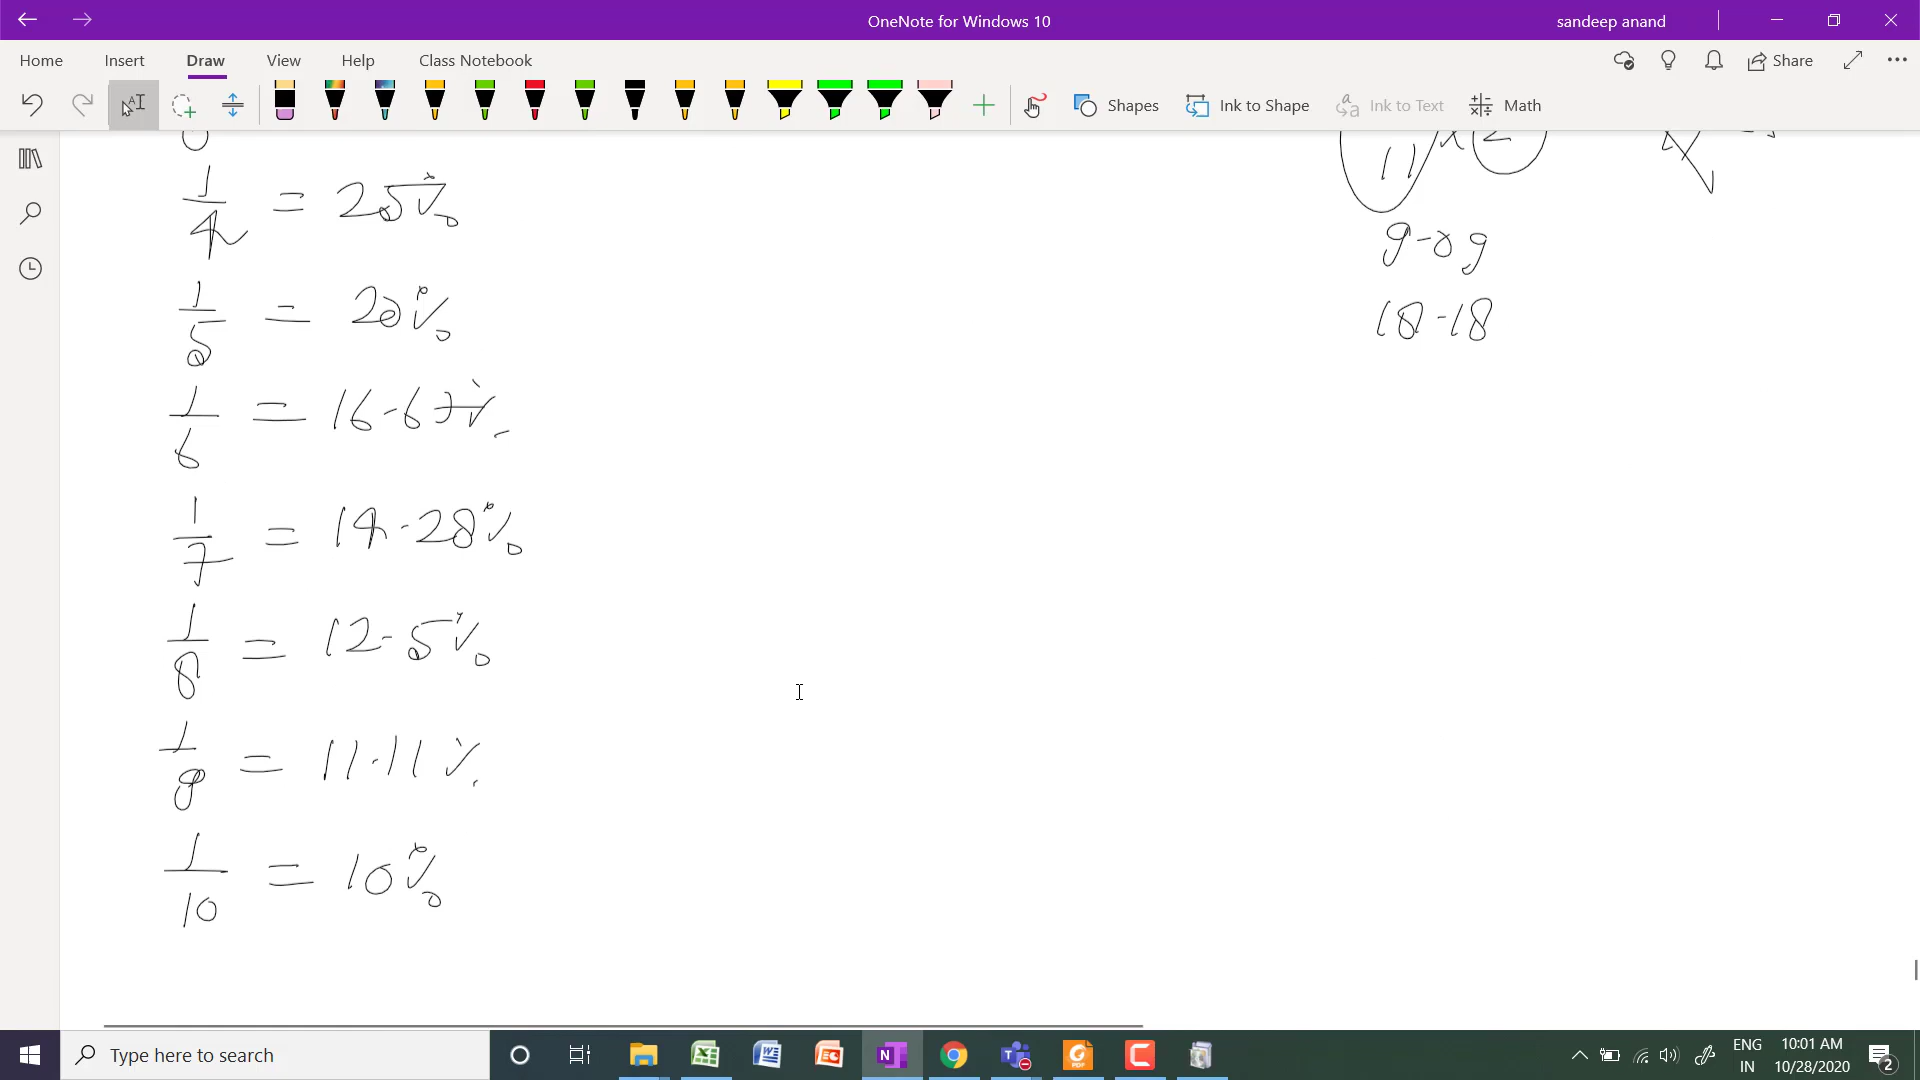 OneNote for Windows 10
sandeep anand
Home Insert Draw View Help Class Notebook
Share
Shapes Ink to Shape Ink to Text Math
1/4 = 25%
1/5 = 20%
1/6 = 16.67%
1/7 = 14.28%
1/8 = 12.5%
1/9 = 11.11%
1/10 = 10%
11 x 2
9-09
18-18
Type here to search
ENG
IN
10:01 AM
10/28/2020
2